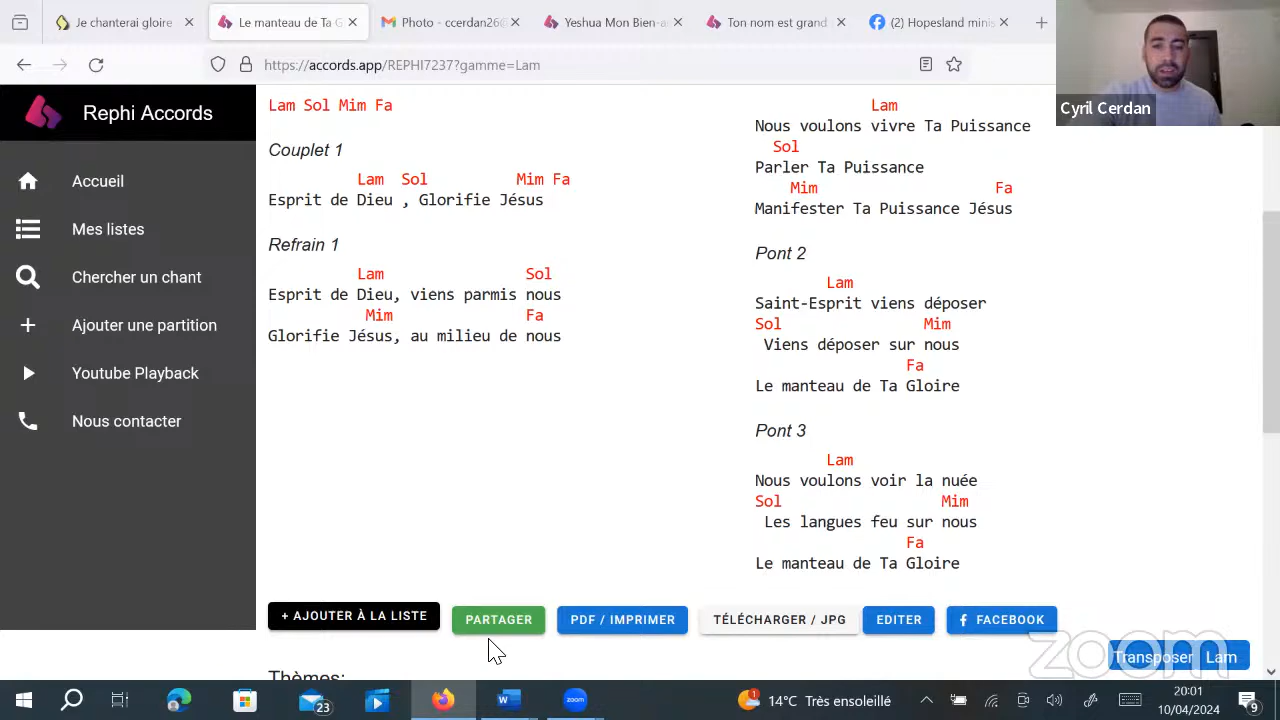 Je chanterai gloire
Le manteau de Ta G
Photo - ccerdan26@
Yeshua Mon Bien-a
Ton nom est grand
(2) Hopesland minis
https://accords.app/REPHI7237?gamme=Lam
Cyril Cerdan
Rephi Accords
Accueil
Mes listes
Chercher un chant
Ajouter une partition
Youtube Playback
Nous contacter
Lam Sol Mim Fa
Couplet 1
Lam Sol Mim Fa
Esprit de Dieu , Glorifie Jésus
Refrain 1
Lam Sol
Esprit de Dieu, viens parmis nous
Mim Fa
Glorifie Jésus, au milieu de nous
Lam
Nous voulons vivre Ta Puissance
Sol
Parler Ta Puissance
Mim Fa
Manifester Ta Puissance Jésus
Pont 2
Lam
Saint-Esprit viens déposer
Sol Mim
Viens déposer sur nous
Fa
Le manteau de Ta Gloire
Pont 3
Lam
Nous voulons voir la nuée
Sol Mim
Les langues feu sur nous
Fa
Le manteau de Ta Gloire
+ AJOUTER À LA LISTE PARTAGER PDF / IMPRIMER TÉLÉCHARGER / JPG EDITER FACEBOOK
Thèmes:
Transposer Lam
zoom
23
zoom
1
14°C Très ensoleillé
20:01
10/04/2024
9